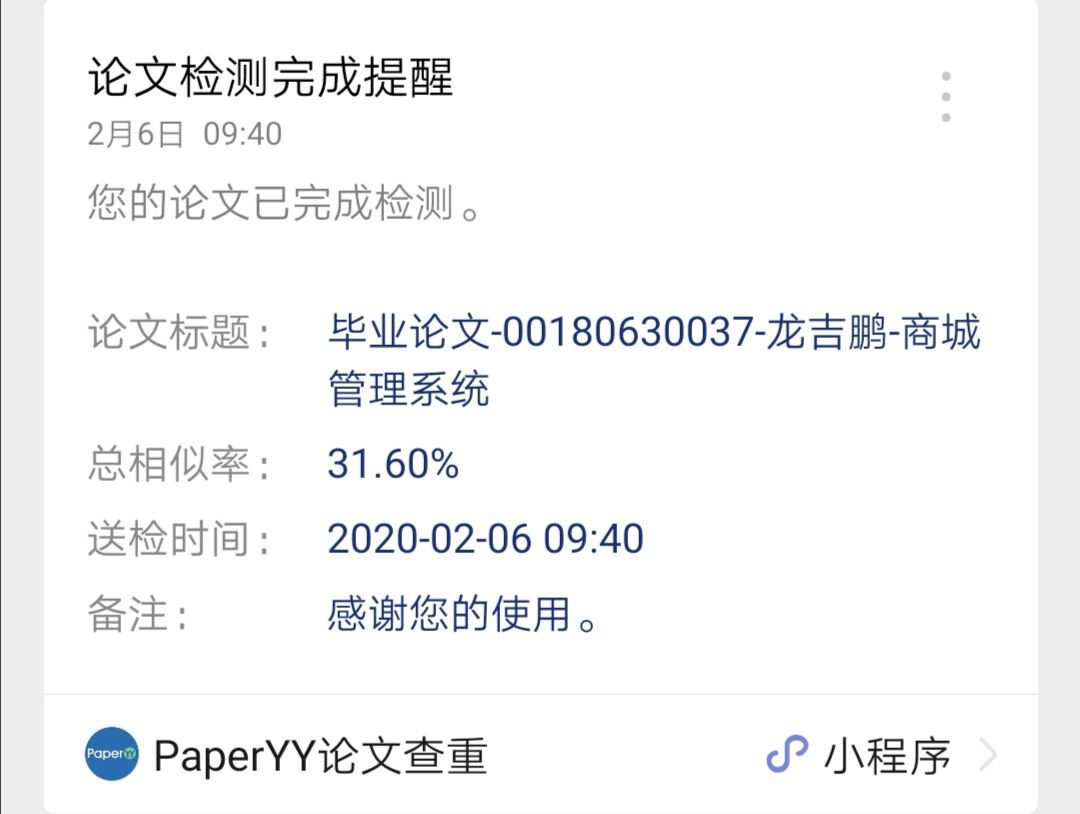 论文检测完成提醒
2月6日 09:40
您的论文已完成检测。
论文标题: 毕业论文-00180630037-龙吉鹏-商城
管理系统
总相似率: 31.60%
送检时间: 2020-02-06 09:40
备注: 感谢您的使用。
PaperYY PaperYY论文查重 小程序